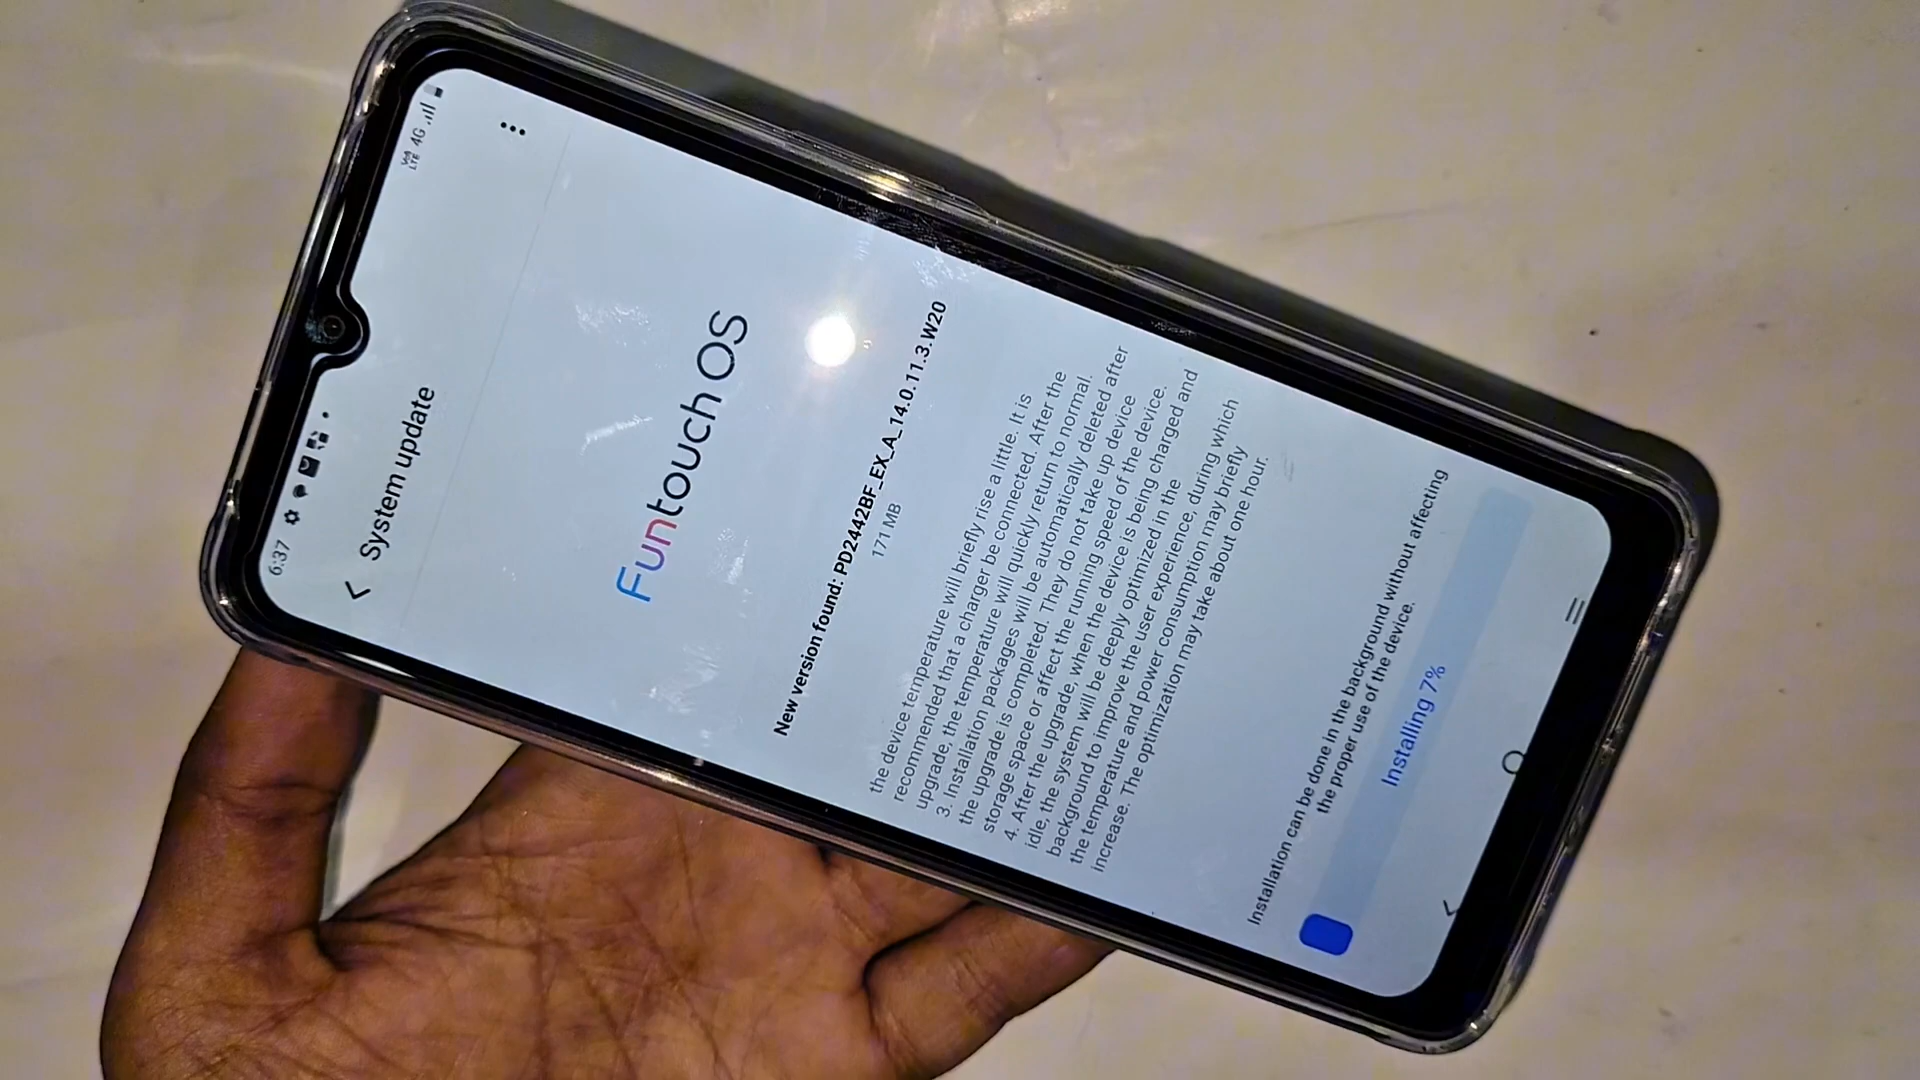 6:37
VoLTE 4G
System update
Funtouch OS
New version found: PD2442BF_EX_A_14.0.11.3.W20
171 MB
the device temperature will briefly rise a little. It is
recommended that a charger be connected. After the
upgrade, the temperature will quickly return to normal.
3. Installation packages will be automatically deleted after
the upgrade is completed. They do not take up device
storage space or affect the running speed of the device.
4. After the upgrade, when the device is being charged and
idle, the system will be deeply optimized in the
background to improve the user experience, during which
the temperature and power consumption may briefly
increase. The optimization may take about one hour.
Installation can be done in the background without affecting
the proper use of the device.
Installing 7%